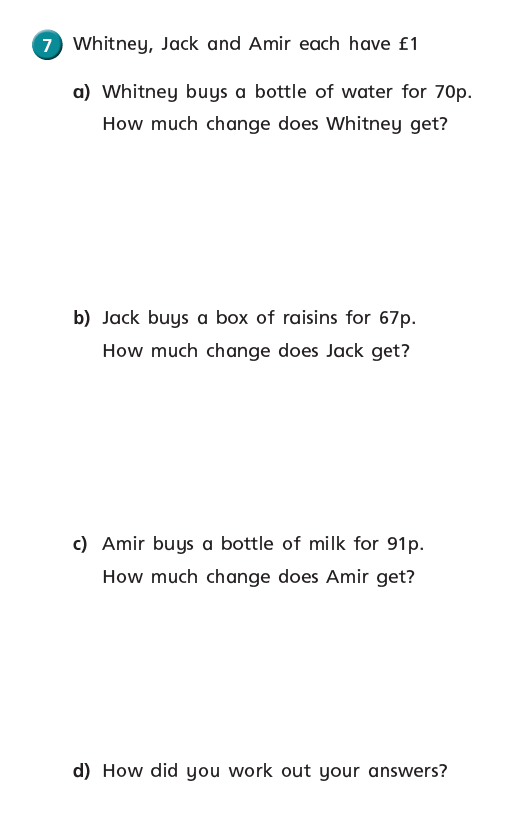 7 Whitney, Jack and Amir each have £1
a) Whitney buys a bottle of water for 70p.
How much change does Whitney get?
b) Jack buys a box of raisins for 67p.
How much change does Jack get?
c) Amir buys a bottle of milk for 91p.
How much change does Amir get?
d) How did you work out your answers?